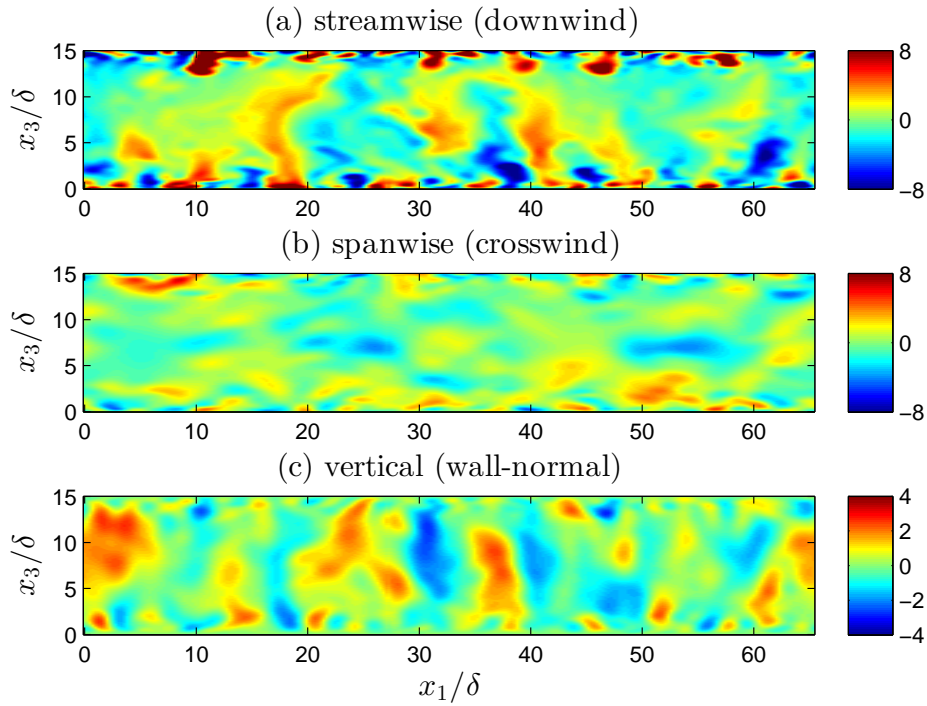 (a) streamwise (downwind)
x₃/δ
15
10
5
0
0 10 20 30 40 50 60
8
0
−8
(b) spanwise (crosswind)
x₃/δ
15
10
5
0
0 10 20 30 40 50 60
8
0
−8
(c) vertical (wall-normal)
x₃/δ
15
10
5
0
0 10 20 30 40 50 60
4
2
0
−2
−4
x₁/δ